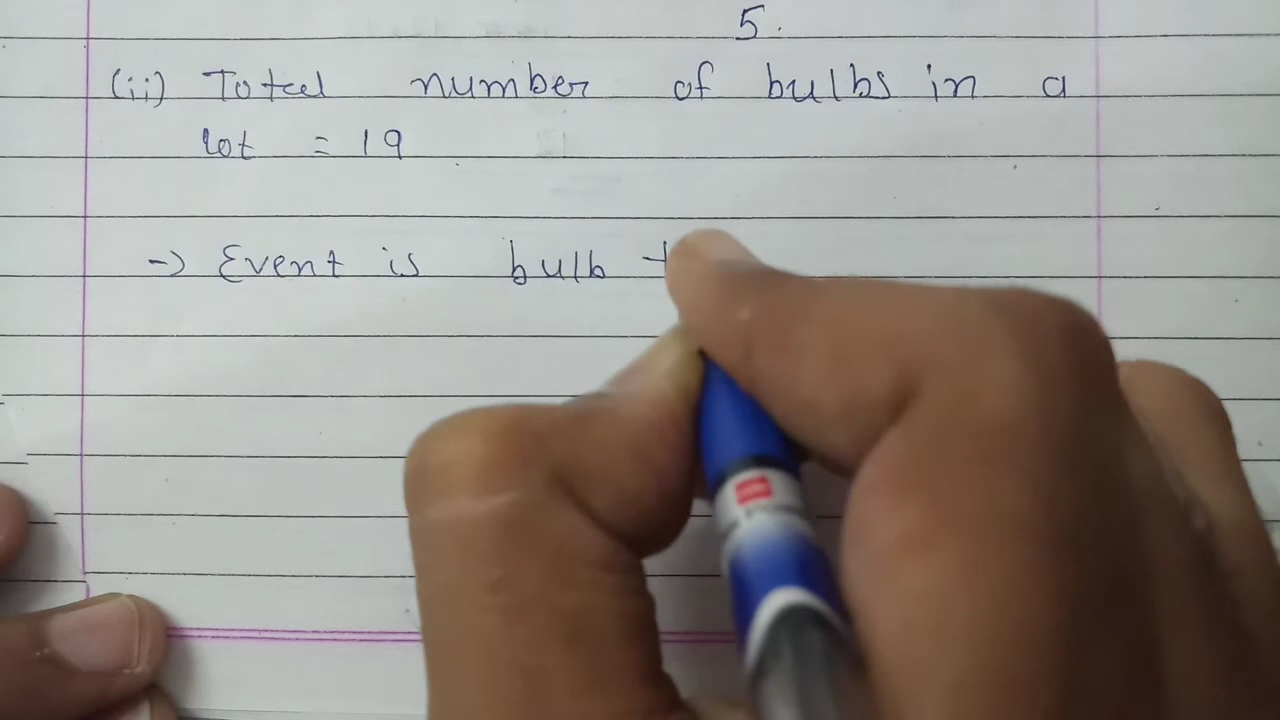 5.
(ii) Total number of bulbs in a
lot = 19
→ Event is bulb